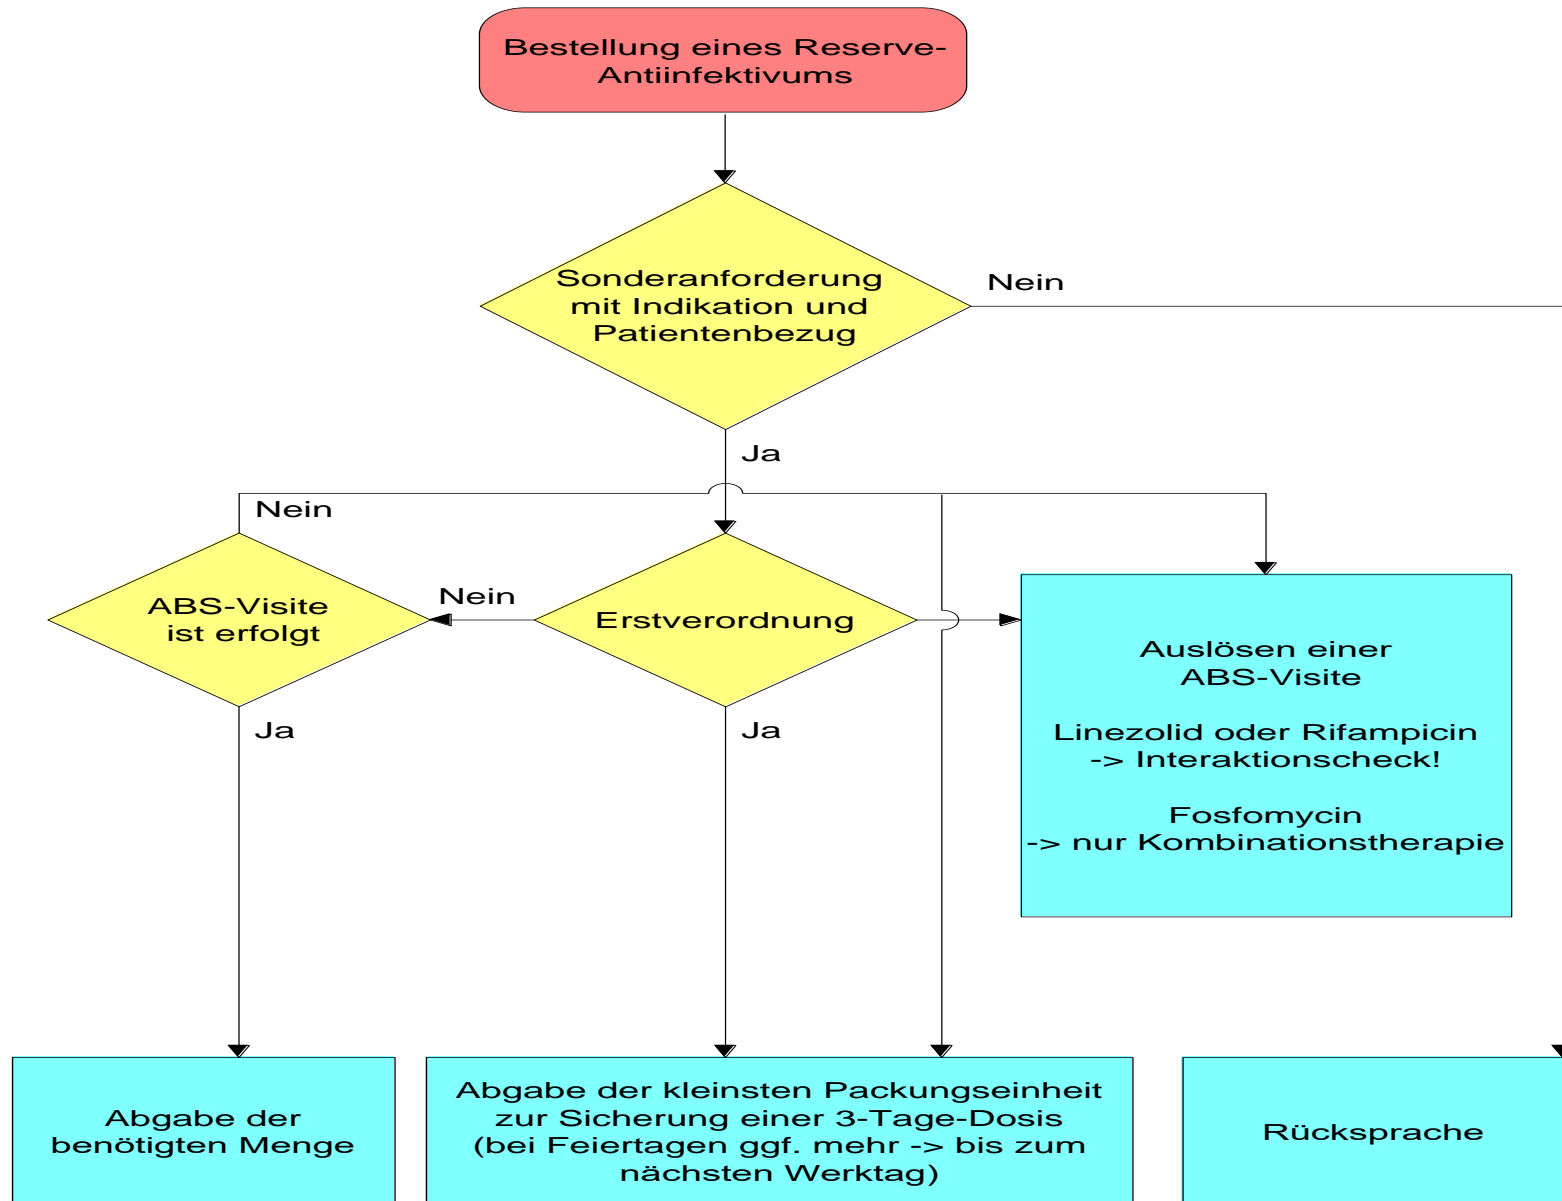 Bestellung eines Reserve-
Antiinfektivums
Sonderanforderung
mit Indikation und
Patientenbezug
Nein
Ja
Nein
ABS-Visite
ist erfolgt
Nein
Erstverordnung
Ja
Ja
Auslösen einer
ABS-Visite
Linezolid oder Rifampicin
-> Interaktionscheck!
Fosfomycin
-> nur Kombinationstherapie
Abgabe der
benötigten Menge
Abgabe der kleinsten Packungseinheit
zur Sicherung einer 3-Tage-Dosis
(bei Feiertagen ggf. mehr -> bis zum
nächsten Werktag)
Rücksprache